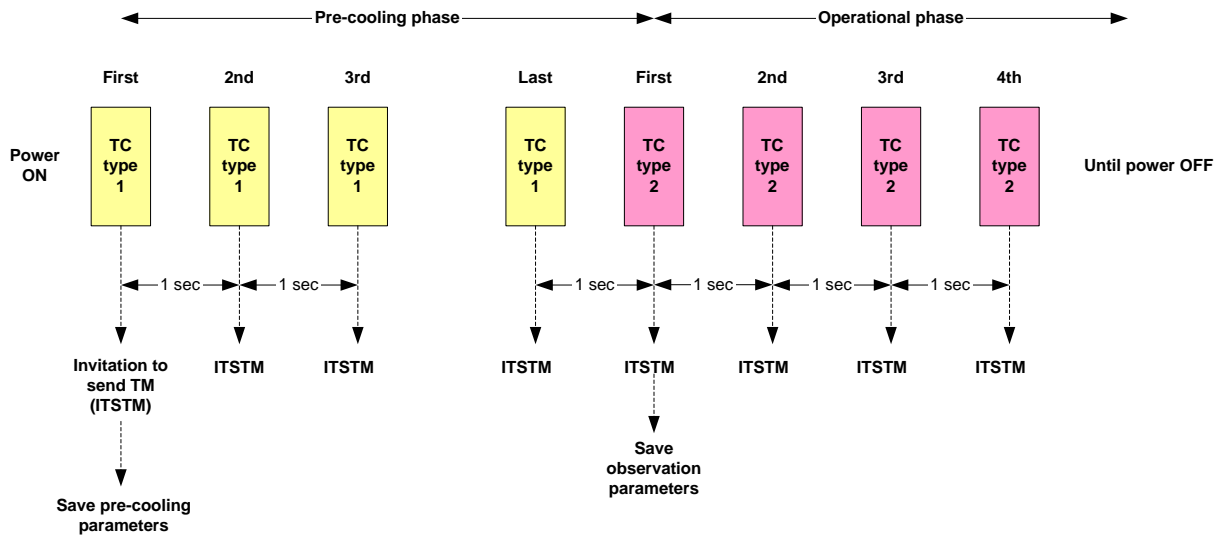 Pre-cooling phase
Operational phase
First
2nd
3rd
Last
First
2nd
3rd
4th
Power
ON
TC
type
1
TC
type
1
TC
type
1
TC
type
1
TC
type
2
TC
type
2
TC
type
2
TC
type
2
Until power OFF
1 sec
1 sec
1 sec
1 sec
1 sec
1 sec
Invitation to
send TM
(ITSTM)
ITSTM
ITSTM
ITSTM
ITSTM
ITSTM
ITSTM
ITSTM
Save
observation
parameters
Save pre-cooling
parameters